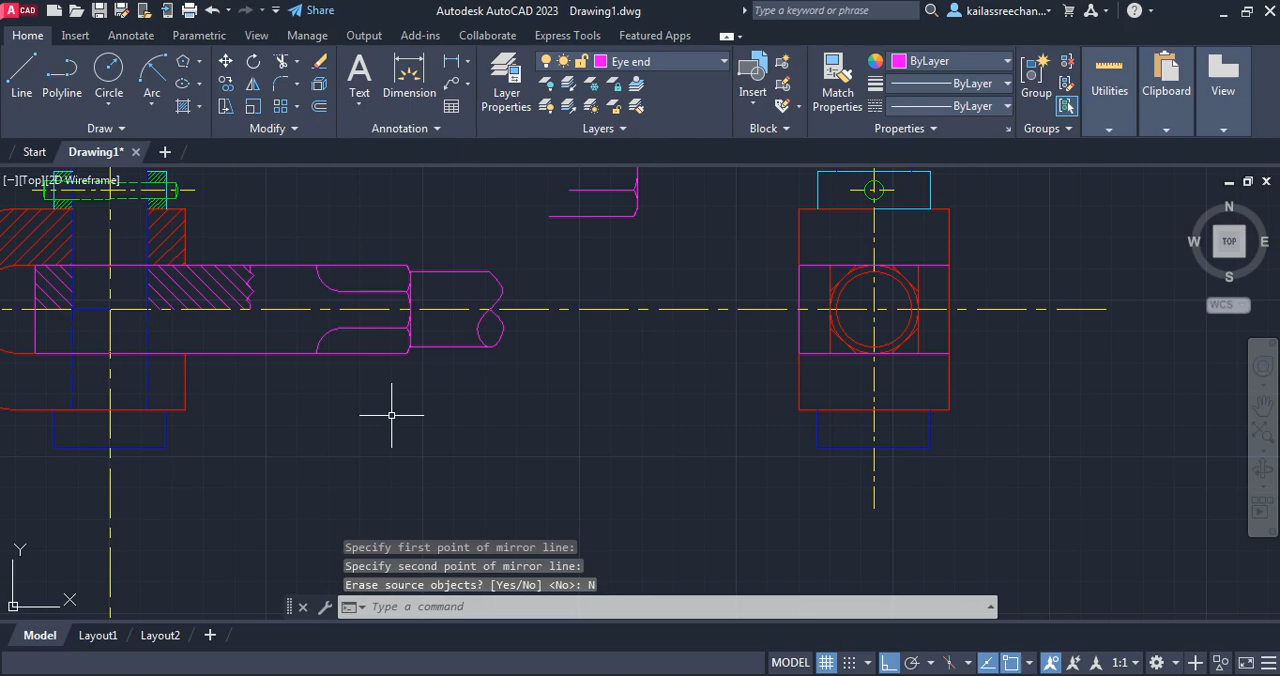 CAD
Share
Autodesk AutoCAD 2023 Drawing1.dwg
Type a keyword or phrase
kailassreechan...
Home Insert Annotate Parametric View Manage Output Add-ins Collaborate Express Tools Featured Apps
Line Polyline Circle Arc
Draw
Modify
Text Dimension
Annotation
Layer Properties
Eye end
Layers
Insert
Block
Match Properties
ByLayer
ByLayer
ByLayer
Properties
Group
Groups
Utilities
Clipboard
View
Start Drawing1*
[−][Top][2D Wireframe]
N
W TOP E
S
WCS
Y
X
Specify first point of mirror line:
Specify second point of mirror line:
Erase source objects? [Yes/No] <No>: N
Type a command
Model Layout1 Layout2
MODEL 1:1